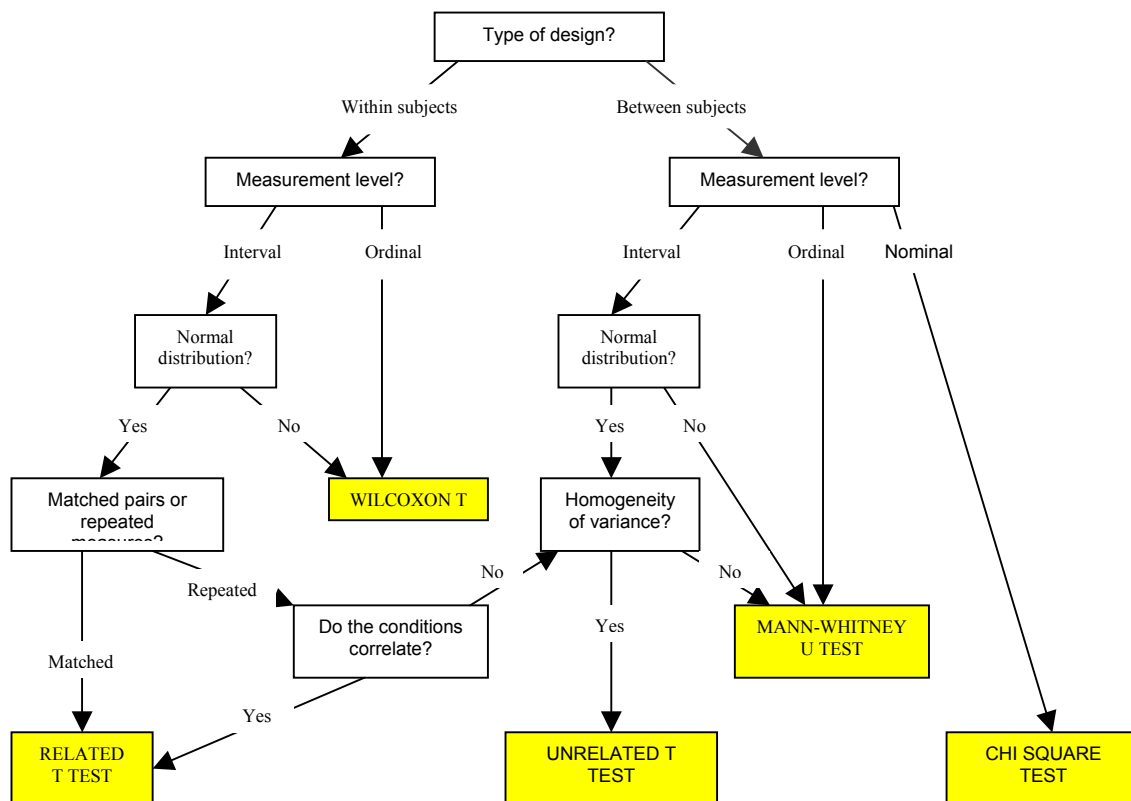 Type of design?
Within subjects
Between subjects
Measurement level?
Measurement level?
Interval
Ordinal
Interval
Ordinal
Nominal
Normal
distribution?
Normal
distribution?
Yes
No
Yes
No
Matched pairs or
repeated
measures?
WILCOXON T
Homogeneity
of variance?
Repeated
No
No
Do the conditions
correlate?
Yes
MANN-WHITNEY
U TEST
Matched
Yes
RELATED
T TEST
UNRELATED T
TEST
CHI SQUARE
TEST